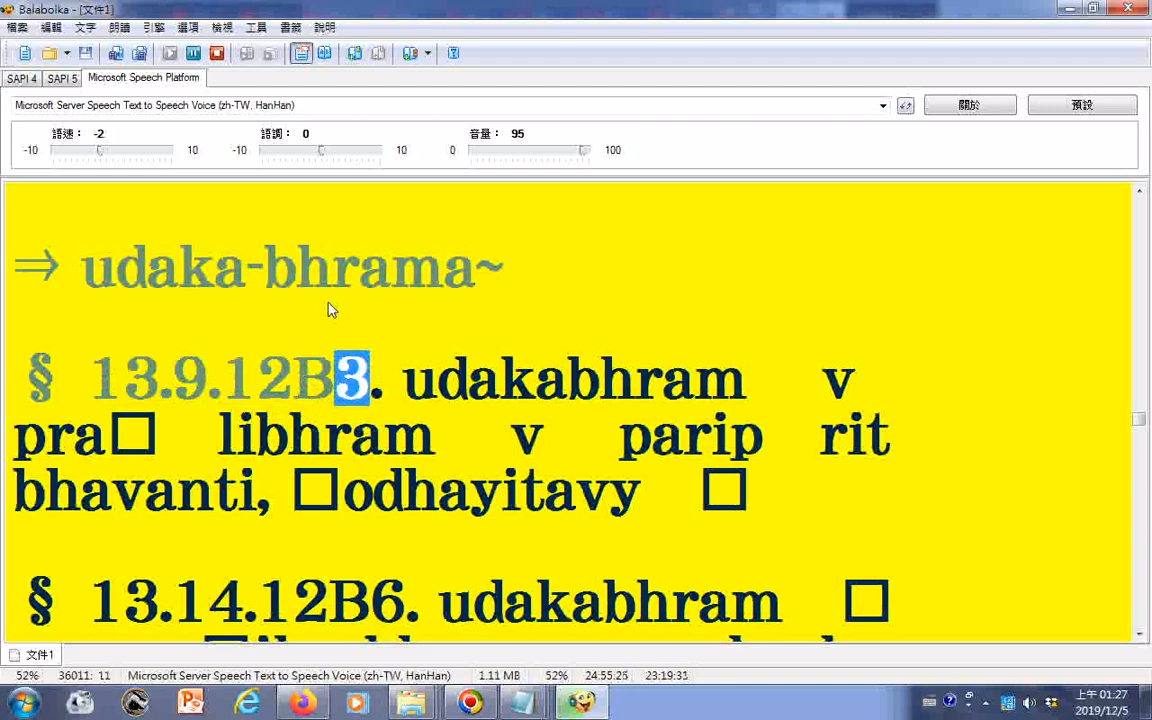 Balabolka - [文件1]
檔案 編輯 文字 朗讀 引擎 選項 檢視 工具 書籤 說明
SAPI 4 SAPI 5 Microsoft Speech Platform
Microsoft Server Speech Text to Speech Voice (zh-TW, HanHan) 關於 預設
語速： -2 語調： 0 音量： 95
-10 10 -10 10 0 100
⇒ udaka-bhrama~
§ 13.9.12B3. udakabhram v
pra□ libhram v parip rit
bhavanti, □odhayitavy □
§ 13.14.12B6. udakabhram □
文件1
52% 36011: 11 Microsoft Server Speech Text to Speech Voice (zh-TW, HanHan) 1.11 MB 52% 24:55:25 23:19:31
上午 01:27
2019/12/5